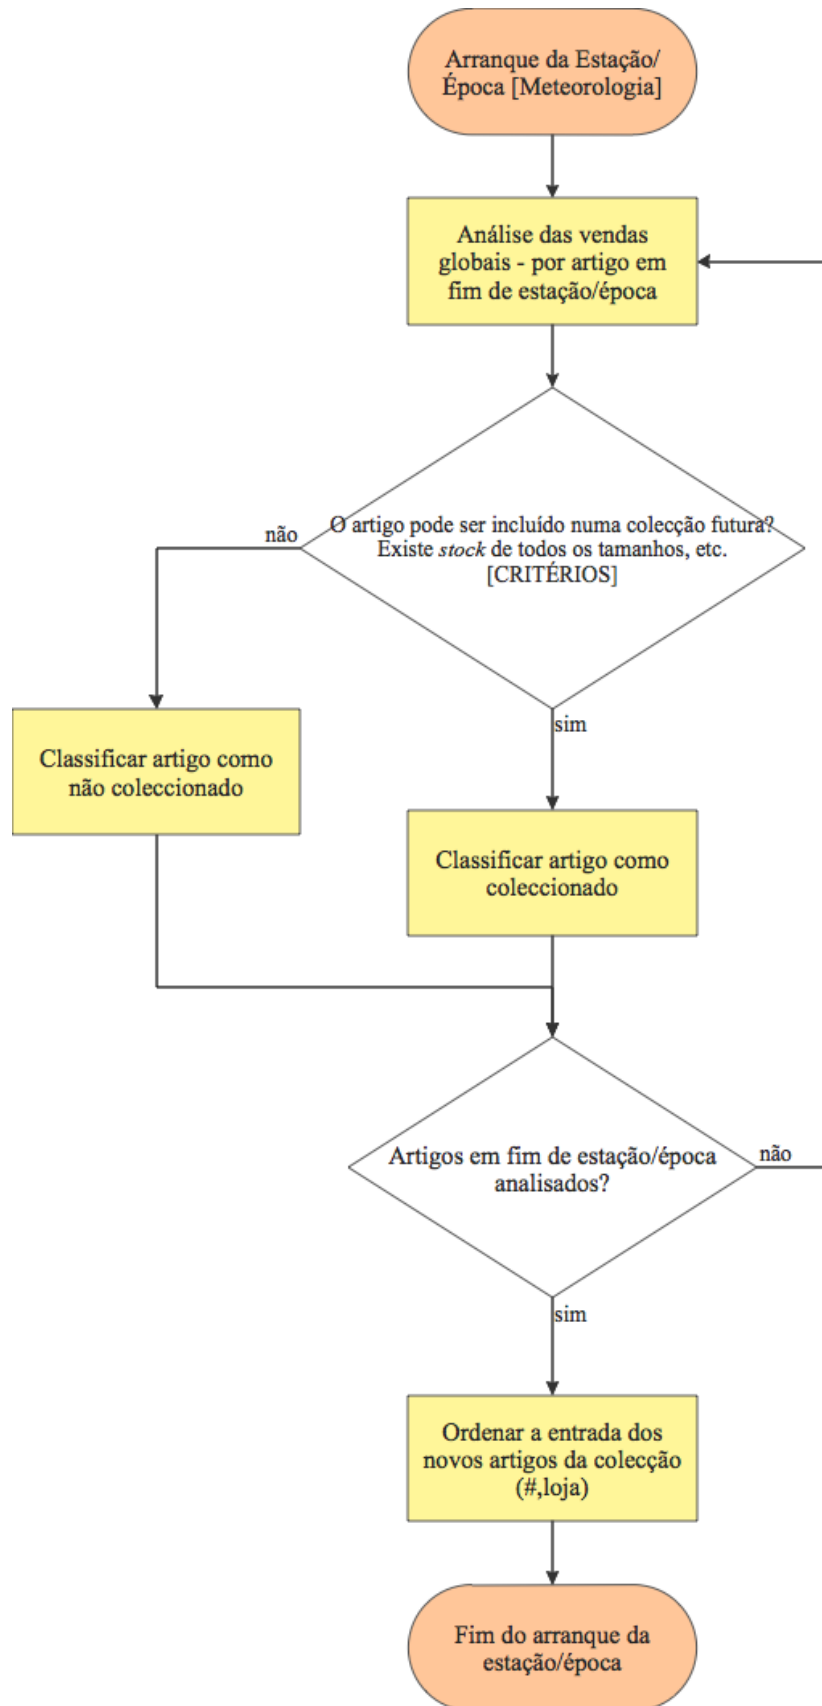 Arranque da Estação/
Época [Meteorologia]
Análise das vendas
globais - por artigo em
fim de estação/época
O artigo pode ser incluído numa colecção futura?
Existe stock de todos os tamanhos, etc.
[CRITÉRIOS]
não
sim
Classificar artigo como
não coleccionado
Classificar artigo como
coleccionado
Artigos em fim de estação/época
analisados?
não
sim
Ordenar a entrada dos
novos artigos da colecção
(#,loja)
Fim do arranque da
estação/época